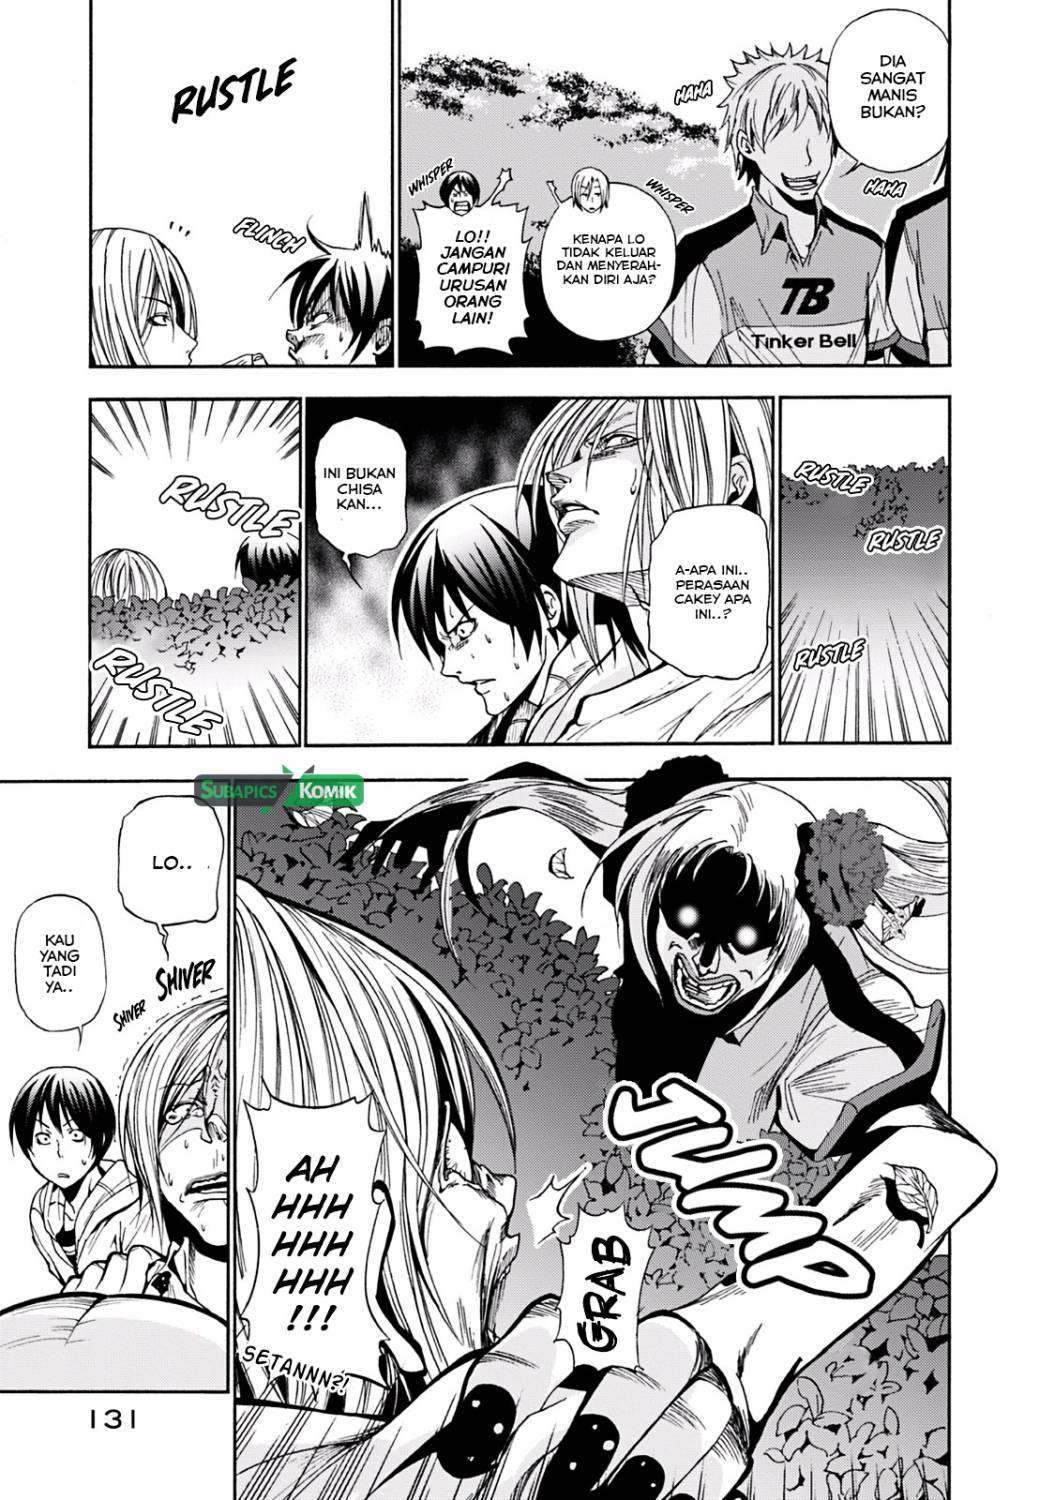 DIA
SANGAT
MANIS
BUKAN?
HAHA
HAHA
TB
Tinker Bell
WHISPER
KENAPA LO
TIDAK KELUAR
DAN MENYERAH-
KAN DIRI AJA?
WHISPER
LO!!
JANGAN
CAMPURI
URUSAN
ORANG
LAIN!
RUSTLE
FLINCH
RUSTLE
RUSTLE
RUSTLE
A-APA INI..
PERASAAN
CAKEY APA
INI..?
INI BUKAN
CHISA
KAN...
RUSTLE
RUSTLE
SUBAPICS KOMIK
JUMP
GRAB
AH
HHH
HHH
HHH
!!!
SETANNN?!
LO..
SHIVER
SHIVER
KAU
YANG
TADI
YA..
131